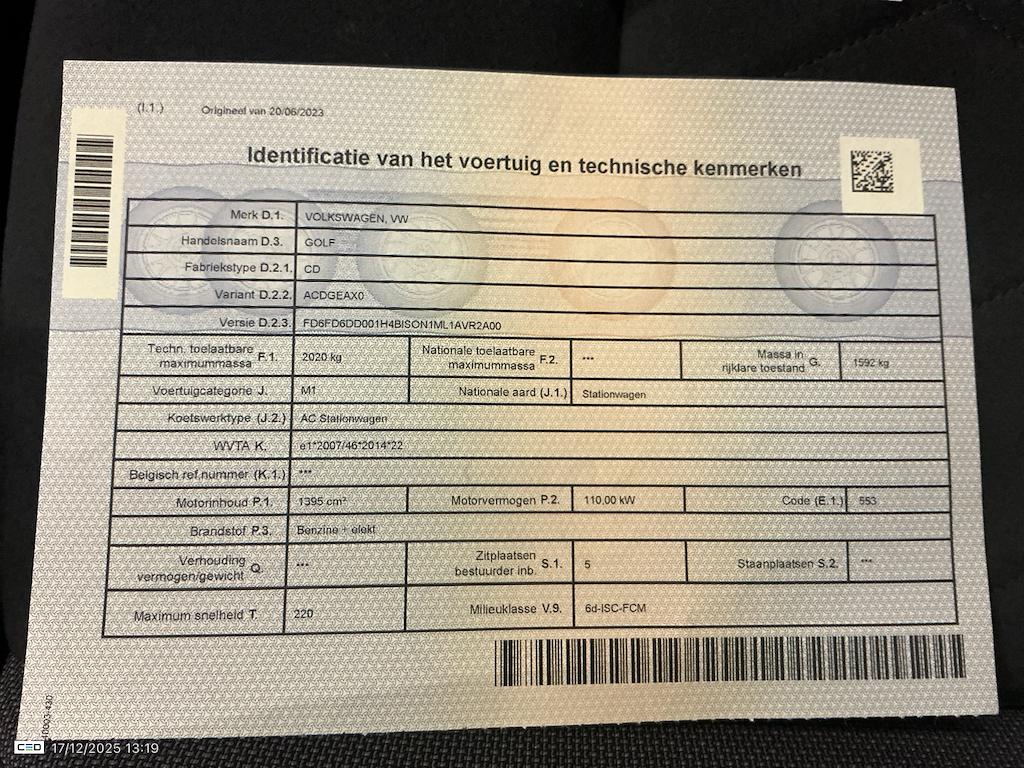 (I.1.) Origineel van 20/06/2023
Identificatie van het voertuig en technische kenmerken
Merk D.1. VOLKSWAGEN, VW
Handelsnaam D.3. GOLF
Fabriekstype D.2.1. CD
Variant D.2.2. ACDGEAX0
Versie D.2.3. FD6FD6DD001H4BISON1ML1AVR2A00
Techn. toelaatbare maximummassa F.1. 2020 kg Nationale toelaatbare maximummassa F.2. *** Massa in rijklare toestand G. 1592 kg
Voertuigcategorie J. M1 Nationale aard (J.1.) Stationwagen
Koetswerktype (J.2.) AC Stationwagen
WVTA K. e1*2007/46*2014*22
Belgisch ref.nummer (K.1.) ***
Motorinhoud P.1. 1395 cm³ Motorvermogen P.2. 110,00 kW Code (E.1.) 553
Brandstof P.3. Benzine + elekt
Verhouding vermogen/gewicht Q. *** Zitplaatsen bestuurder inb. S.1. 5 Staanplaatsen S.2. ***
Maximum snelheid T. 220 Milieuklasse V.9. 6d-ISC-FCM
CEO 17/12/2025 13:19